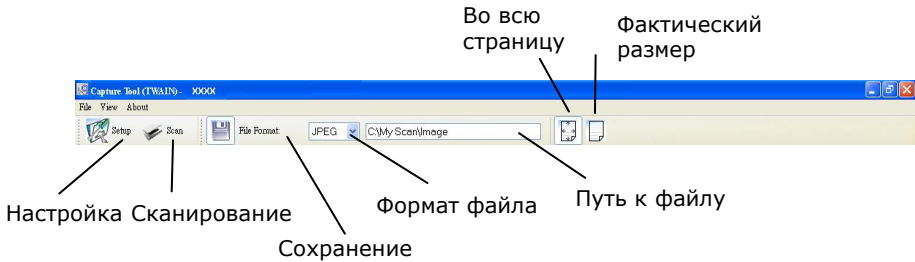 Во всю
страницу
Фактический
размер
Capture Tool (TWAIN) - XXXX
File View About
Setup Scan File Format: JPEG C:\My Scan\Image
Настройка Сканирование
Формат файла
Путь к файлу
Сохранение